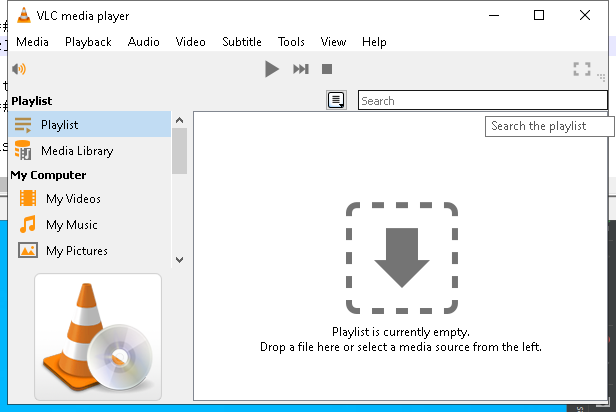 VLC media player
Media Playback Audio Video Subtitle Tools View Help
Playlist
Search
Playlist
Search the playlist
Media Library
My Computer
My Videos
My Music
My Pictures
Playlist is currently empty.
Drop a file here or select a media source from the left.